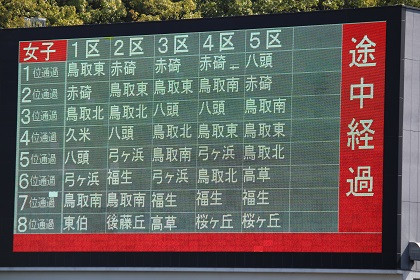 女子 1区 2区 3区 4区 5区
1位通過 鳥取東 赤碕 赤碕 赤碕 八頭
2位通過 赤碕 鳥取東 鳥取東 八頭 赤碕
3位通過 鳥取北 鳥取北 八頭 八頭 鳥取南
4位通過 久米 八頭 鳥取北 鳥取東 鳥取東
5位通過 八頭 弓ヶ浜 鳥取南 弓ヶ浜 鳥取北
6位通過 弓ヶ浜 福生 弓ヶ浜 鳥取北 高草
7位通過 鳥取南 鳥取南 福生 福生 福生
8位通過 東伯 後藤丘 高草 桜ヶ丘 桜ヶ丘
途中経過